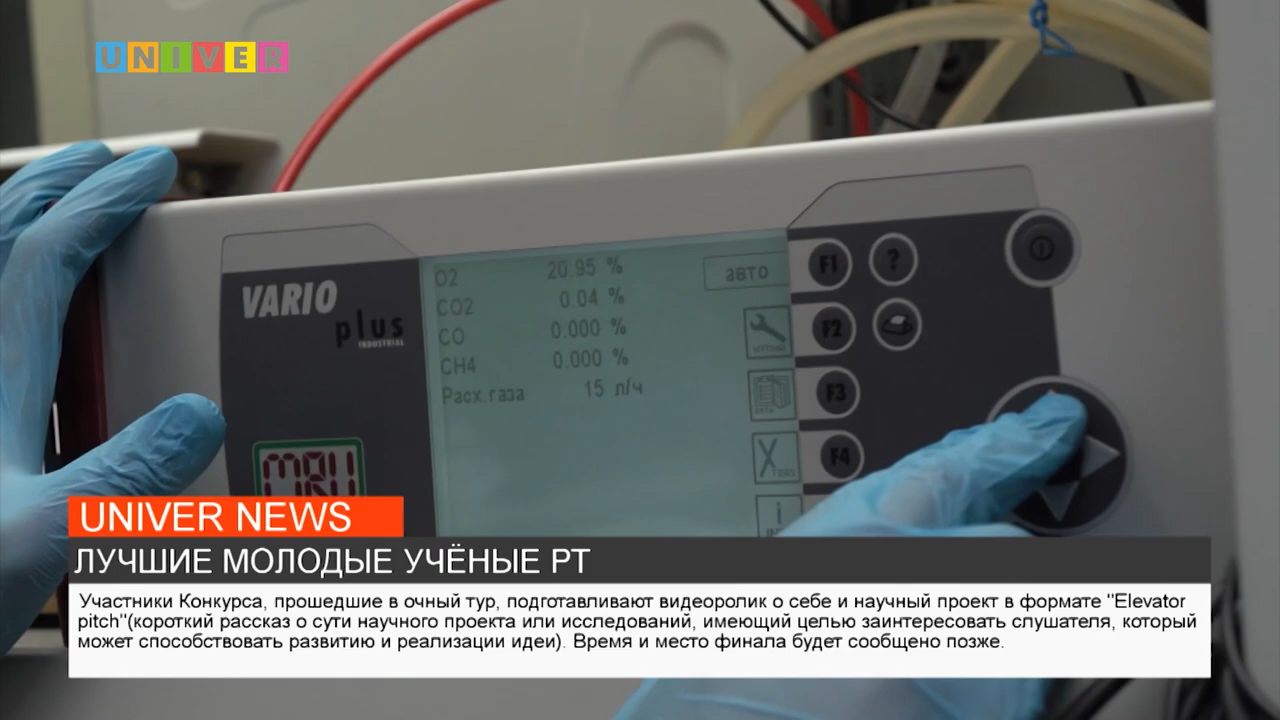 UNIVER
VARIO
plus
INDUSTRIAL
MRU
O2 20.95 %
CO2 0.04 %
CO 0.000 %
CH4 0.000 %
Расх.газа 15 л/ч
авто
F1
?
F2
F3
F4
i
UNIVER NEWS
ЛУЧШИЕ МОЛОДЫЕ УЧЁНЫЕ РТ
Участники Конкурса, прошедшие в очный тур, подготавливают видеоролик о себе и научный проект в формате "Elevator
pitch"(короткий рассказ о сути научного проекта или исследований, имеющий целью заинтересовать слушателя, который
может способствовать развитию и реализации идеи). Время и место финала будет сообщено позже.